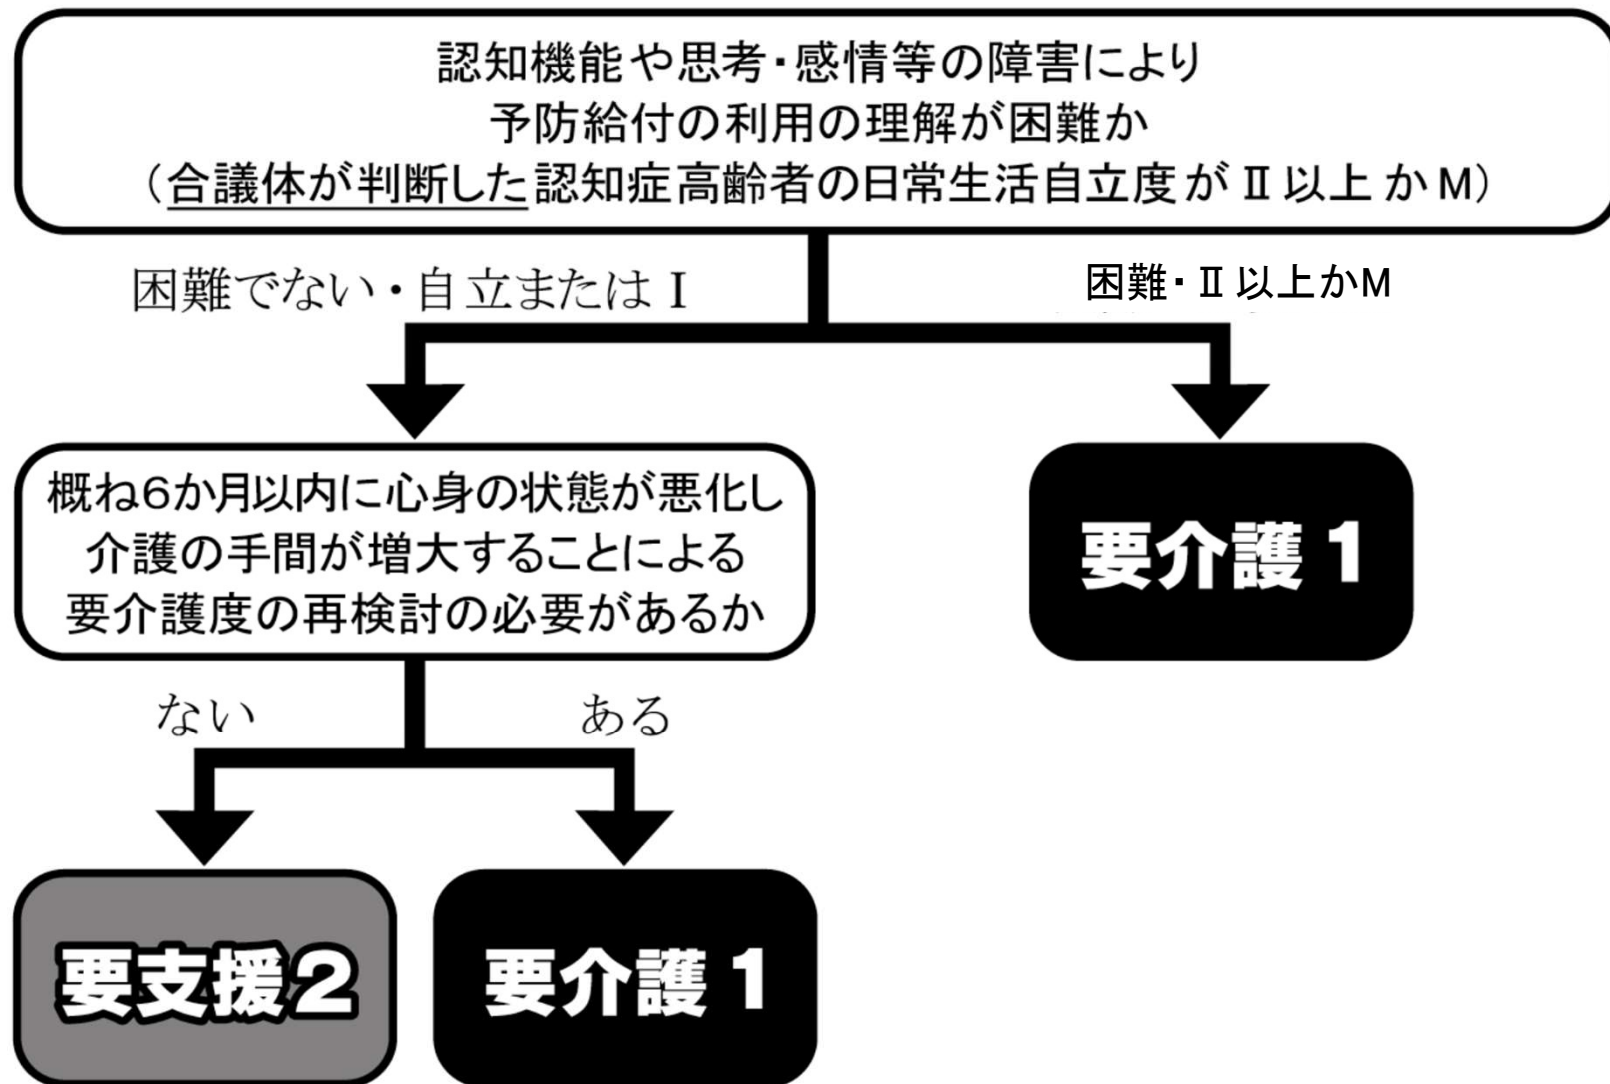 認知機能や思考・感情等の障害により
予防給付の利用の理解が困難か
（合議体が判断した認知症高齢者の日常生活自立度がⅡ以上かM）
困難でない・自立またはⅠ
困難・Ⅱ以上かM
概ね６か月以内に心身の状態が悪化し
介護の手間が増大することによる
要介護度の再検討の必要があるか
要介護１
ない
ある
要支援２
要介護１